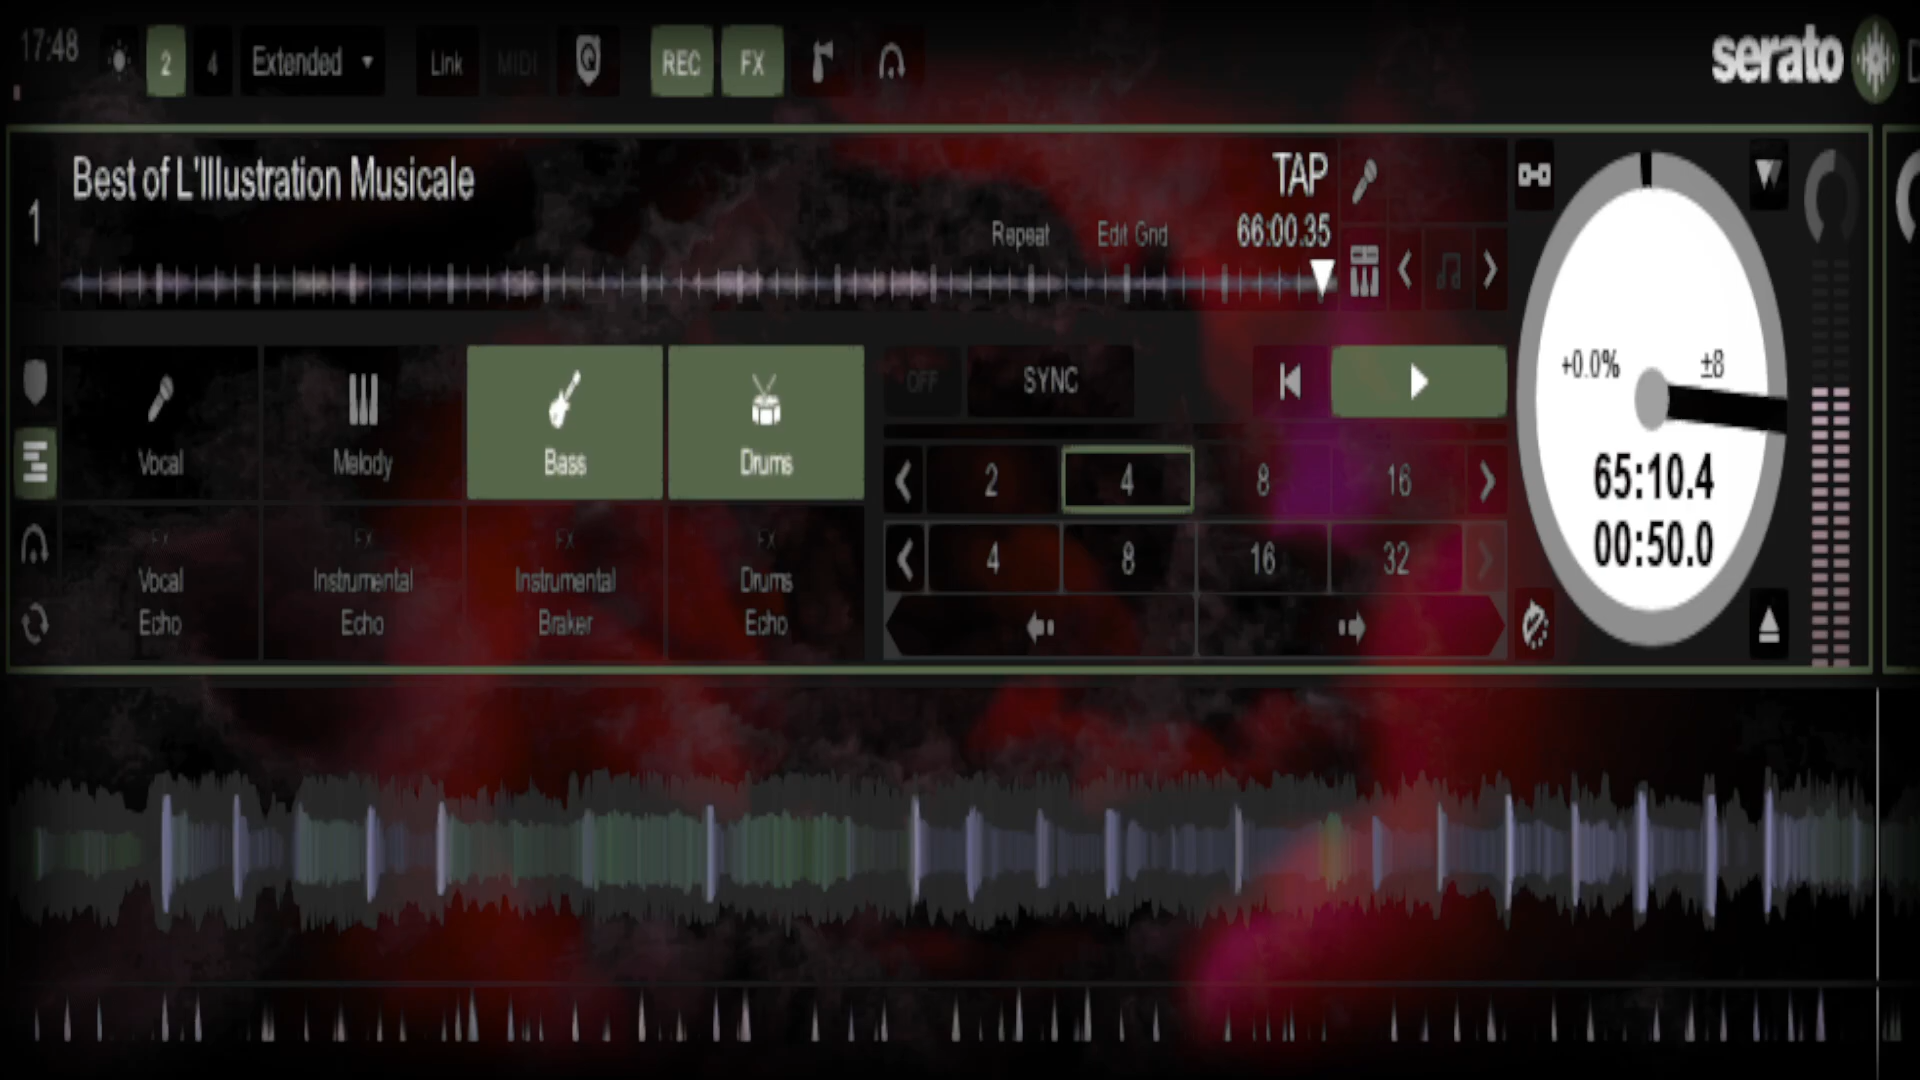 17:48
2 4 Extended Link MIDI REC FX
serato
1
Best of L'Illustration Musicale
TAP
66:00.35
Repeat Edit Grid
Vocal Melody Bass Drums
FX FX FX FX
Vocal Echo
Instrumental Echo
Instrumental Braker
Drums Echo
OFF SYNC
2 4 8 16
4 8 16 32
+0.0% ±8
65:10.4
00:50.0